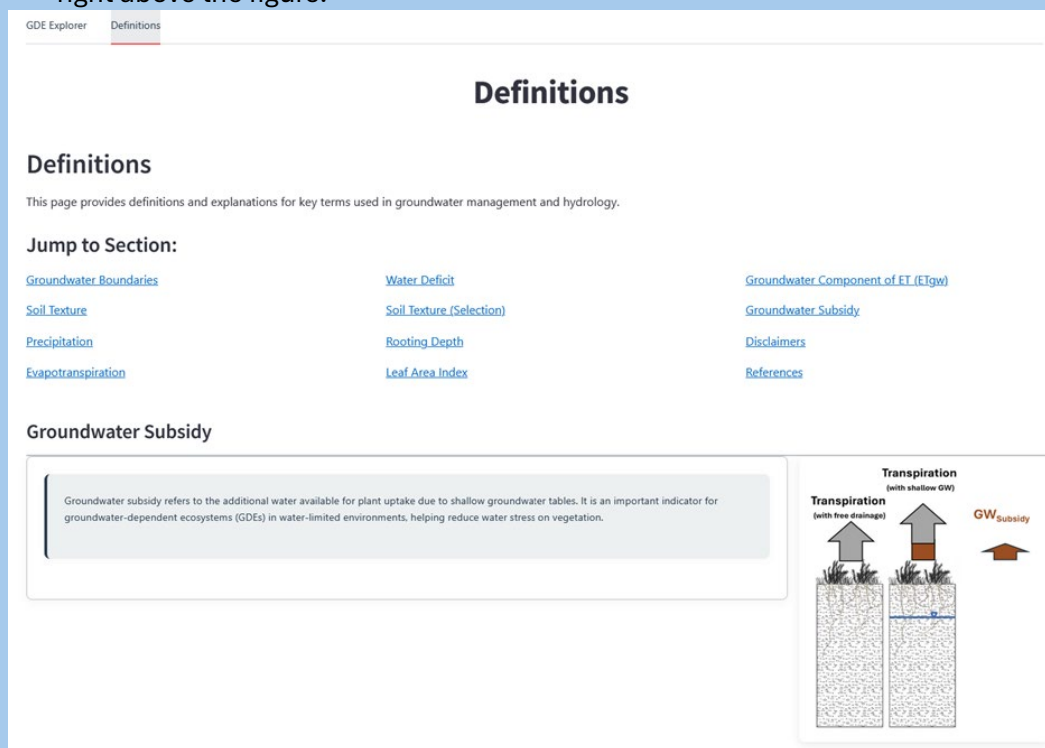 right above the figure.
GDE Explorer Definitions
Definitions
Definitions
This page provides definitions and explanations for key terms used in groundwater management and hydrology.
Jump to Section:
Groundwater Boundaries Water Deficit Groundwater Component of ET (ETgw)
Soil Texture Soil Texture (Selection) Groundwater Subsidy
Precipitation Rooting Depth Disclaimers
Evapotranspiration Leaf Area Index References
Groundwater Subsidy
Groundwater subsidy refers to the additional water available for plant uptake due to shallow groundwater tables. It is an important indicator for
groundwater-dependent ecosystems (GDEs) in water-limited environments, helping reduce water stress on vegetation.
Transpiration
(with shallow GW)
Transpiration
(with free drainage)
GWSubsidy